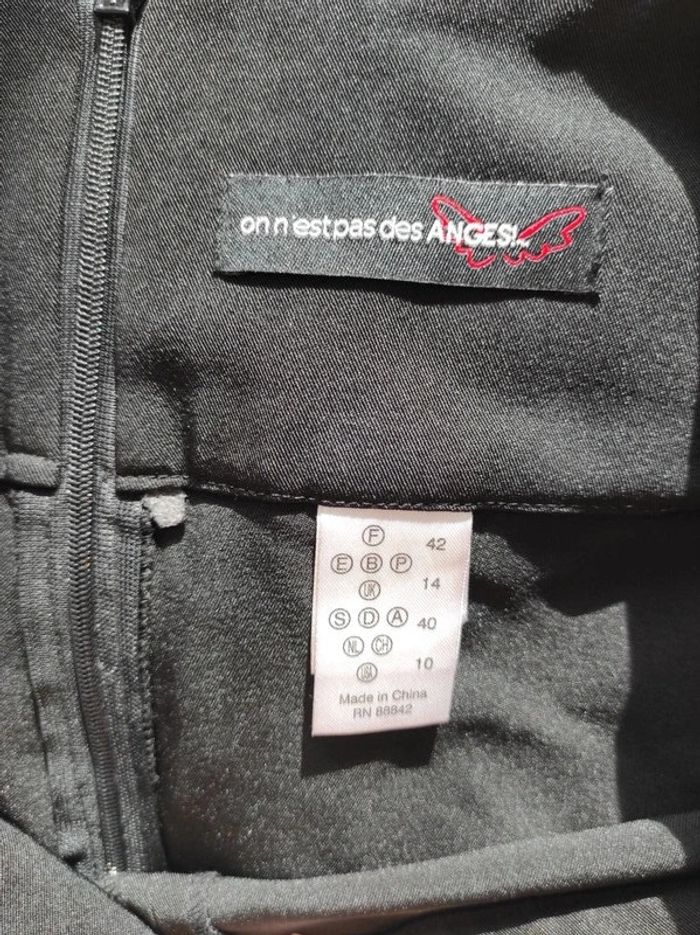 on n'est pas des ANGES!...
F 42
E B P
UK 14
S D A 40
NL CH
USA 10
Made in China
RN 88842